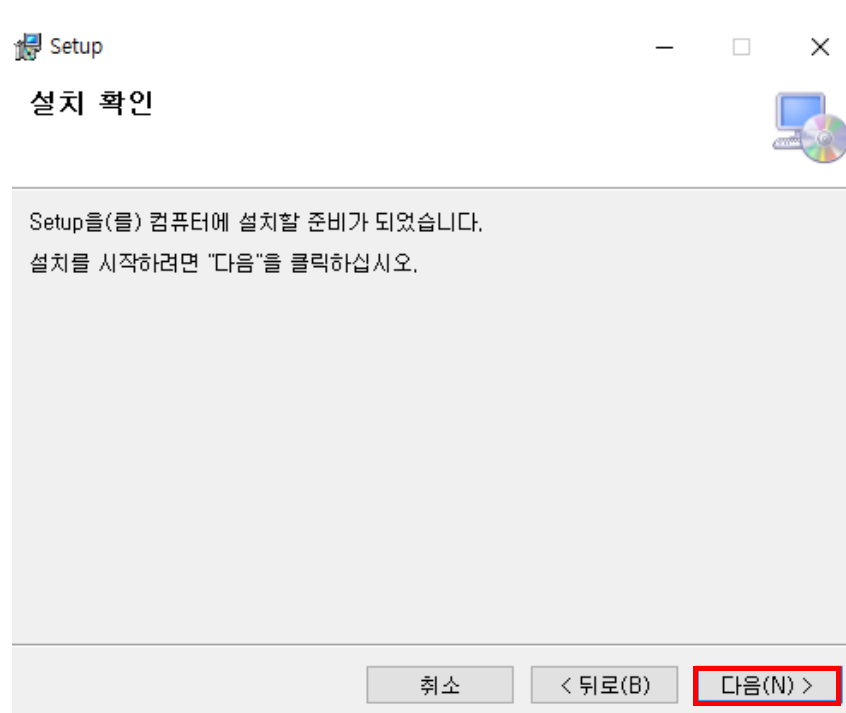 Setup
설치 확인
Setup을(를) 컴퓨터에 설치할 준비가 되었습니다.
설치를 시작하려면 "다음"을 클릭하십시오.
취소
< 뒤로(B)
다음(N) >